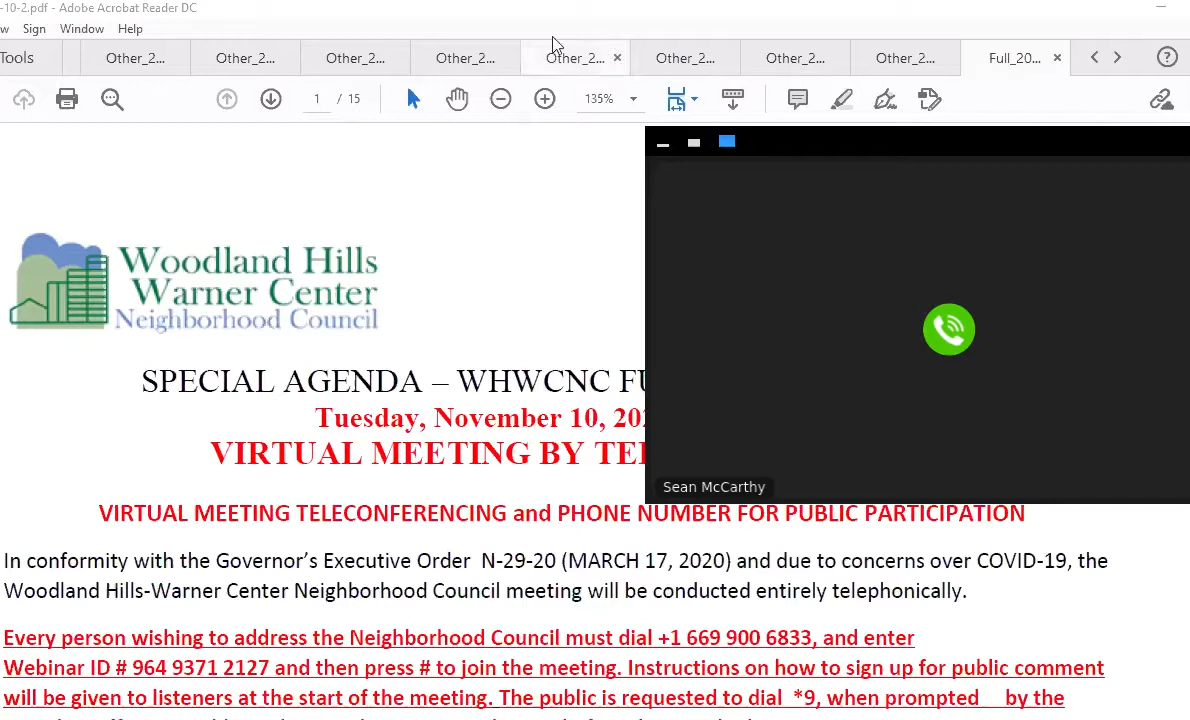 -10-2.pdf - Adobe Acrobat Reader DC
w Sign Window Help
Tools Other_2... Other_2... Other_2... Other_2... Other_2... × Other_2... Other_2... Other_2... Full_20... ×
1 / 15 135%
Woodland Hills
Warner Center
Neighborhood Council
SPECIAL AGENDA – WHWCNC
Tuesday, November 10,
VIRTUAL MEETING BY
Sean McCarthy
VIRTUAL MEETING TELECONFERENCING and PHONE NUMBER FOR PUBLIC PARTICIPATION
In conformity with the Governor’s Executive Order N-29-20 (MARCH 17, 2020) and due to concerns over COVID-19, the
Woodland Hills-Warner Center Neighborhood Council meeting will be conducted entirely telephonically.
Every person wishing to address the Neighborhood Council must dial +1 669 900 6833, and enter
Webinar ID # 964 9371 2127 and then press # to join the meeting. Instructions on how to sign up for public comment
will be given to listeners at the start of the meeting. The public is requested to dial *9, when prompted by the